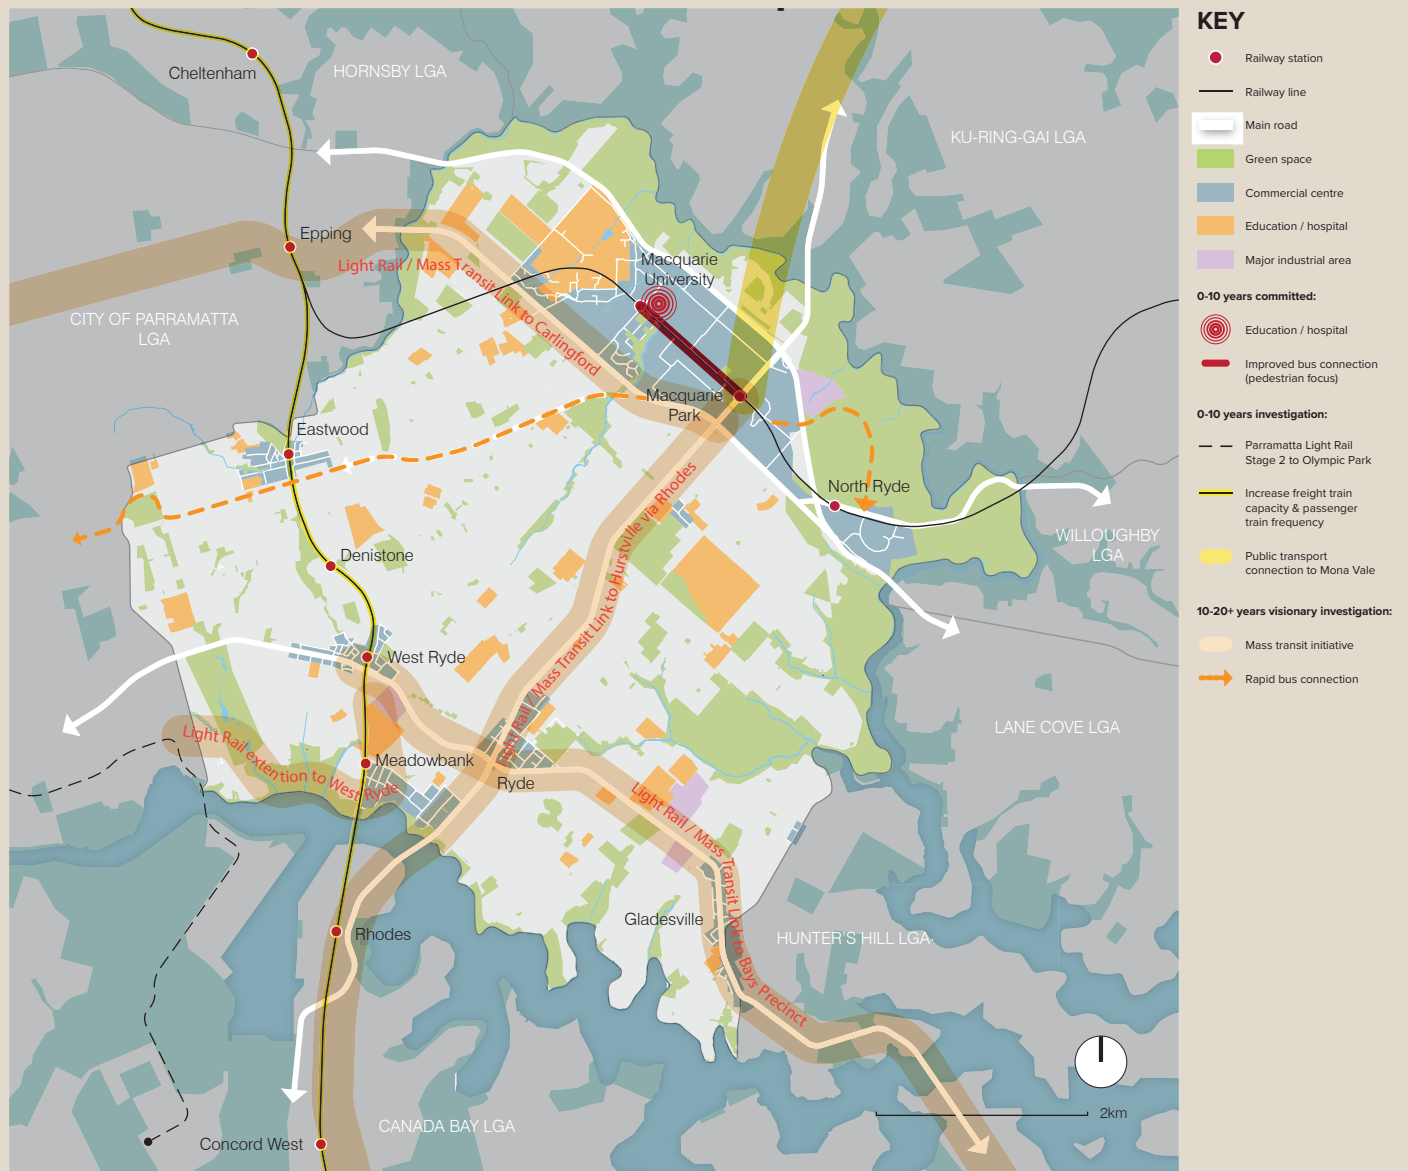 KEY
Railway station
Railway line
Main road
Green space
Commercial centre
Education / hospital
Major industrial area
0-10 years committed:
Education / hospital
Improved bus connection
(pedestrian focus)
0-10 years investigation:
Parramatta Light Rail
Stage 2 to Olympic Park
Increase freight train
capacity & passenger
train frequency
Public transport
connection to Mona Vale
10-20+ years visionary investigation:
Mass transit initiative
Rapid bus connection
Cheltenham
HORNSBY LGA
KU-RING-GAI LGA
Epping
Light Rail / Mass Transit Link to Carlingford
Macquarie
University
CITY OF PARRAMATTA
LGA
Macquarie
Park
Eastwood
North Ryde
WILLOUGHBY
LGA
Denistone
Light Rail / Mass Transit Link to Hurstville via Rhodes
West Ryde
LANE COVE LGA
Light Rail extention to West Ryde
Meadowbank
Ryde
Light Rail / Mass Transit Link to Bays Precinct
Gladesville
Rhodes
HUNTER'S HILL LGA
2km
CANADA BAY LGA
Concord West